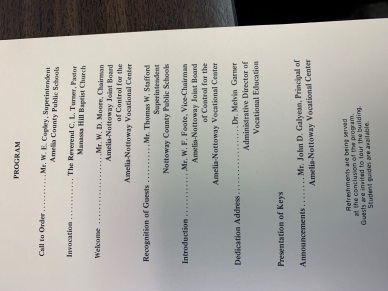 PROGRAM
Call to Order ........ Mr. W. E. Copley, Superintendent
Amelia County Public Schools
Invocation ........ The Reverend C. L. Turner, Pastor
Manassa Hill Baptist Church
Welcome ........ Mr. W. D. Moore, Chairman
Amelia-Nottoway Joint Board
of Control for the
Amelia-Nottoway Vocational Center
Recognition of Guests ........ Mr. Thomas W. Stafford
Superintendent
Nottoway County Public Schools
Introduction ........ Mr. W. F. Foote, Vice-Chairman
Amelia-Nottoway Joint Board
of Control for the
Amelia-Nottoway Vocational Center
Dedication Address ........ Dr. Melvin Garner
Administrative Director of
Vocational Education
Presentation of Keys
Announcements ........ Mr. John D. Galyean, Principal of
Amelia-Nottoway Vocational Center
Refreshments are being served
at the conclusion of the program.
Guests are invited to tour the building.
Student guides are available.